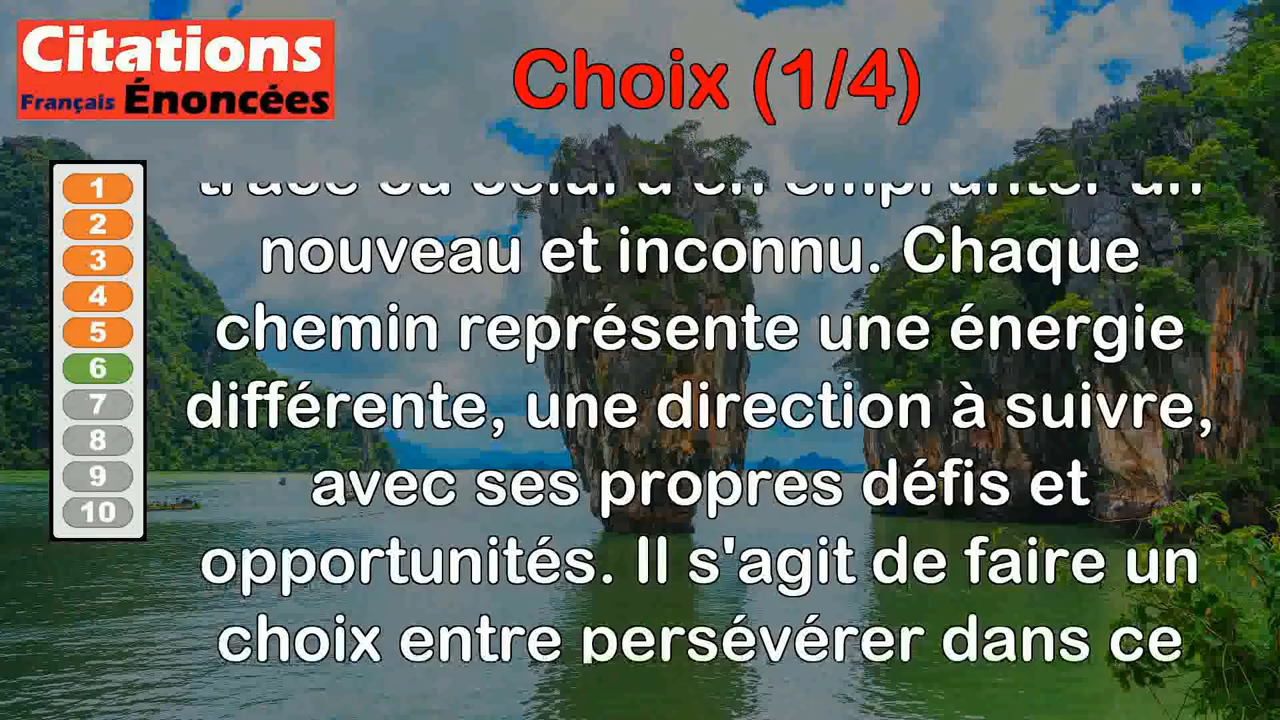 Citations
Français Énoncées
Choix (1/4)
1
2
3
4
5
6
7
8
9
10
nouveau et inconnu. Chaque
chemin représente une énergie
différente, une direction à suivre,
avec ses propres défis et
opportunités. Il s'agit de faire un
choix entre persévérer dans ce